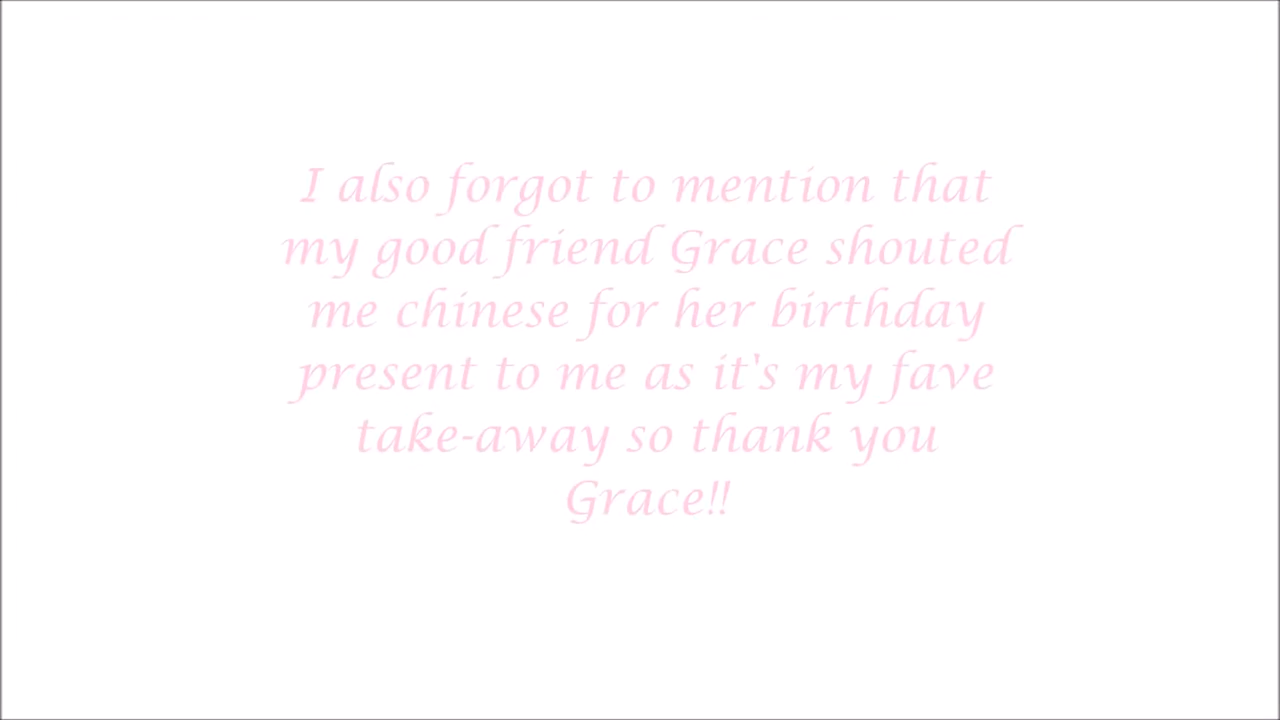 I also forgot to mention that
my good friend Grace shouted
me chinese for her birthday
present to me as it's my fave
take-away so thank you
Grace!!